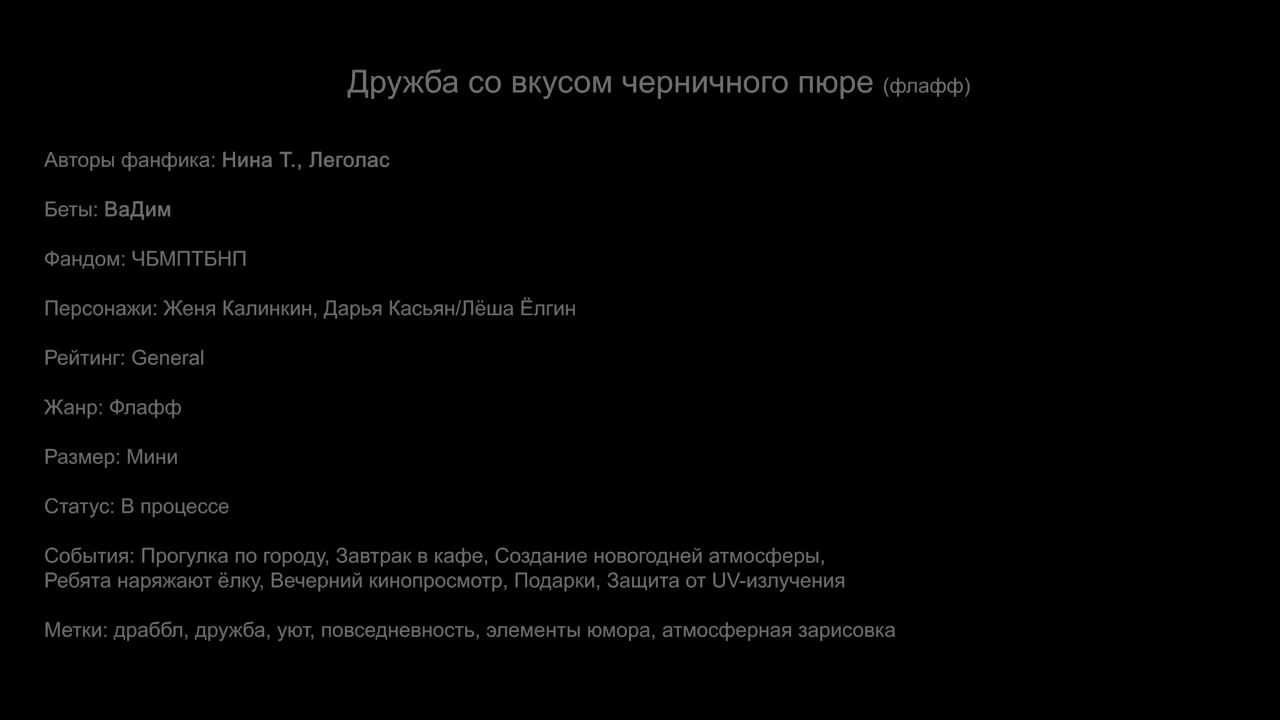 Дружба со вкусом черничного пюре (флафф)
Авторы фанфика: Нина Т., Леголас
Беты: ВаДим
Фандом: ЧБМПТБНП
Персонажи: Женя Калинкин, Дарья Касьян/Лёша Ёлгин
Рейтинг: General
Жанр: Флафф
Размер: Мини
Статус: В процессе
События: Прогулка по городу, Завтрак в кафе, Создание новогодней атмосферы,
Ребята наряжают ёлку, Вечерний кинопросмотр, Подарки, Защита от UV-излучения
Метки: драббл, дружба, уют, повседневность, элементы юмора, атмосферная зарисовка